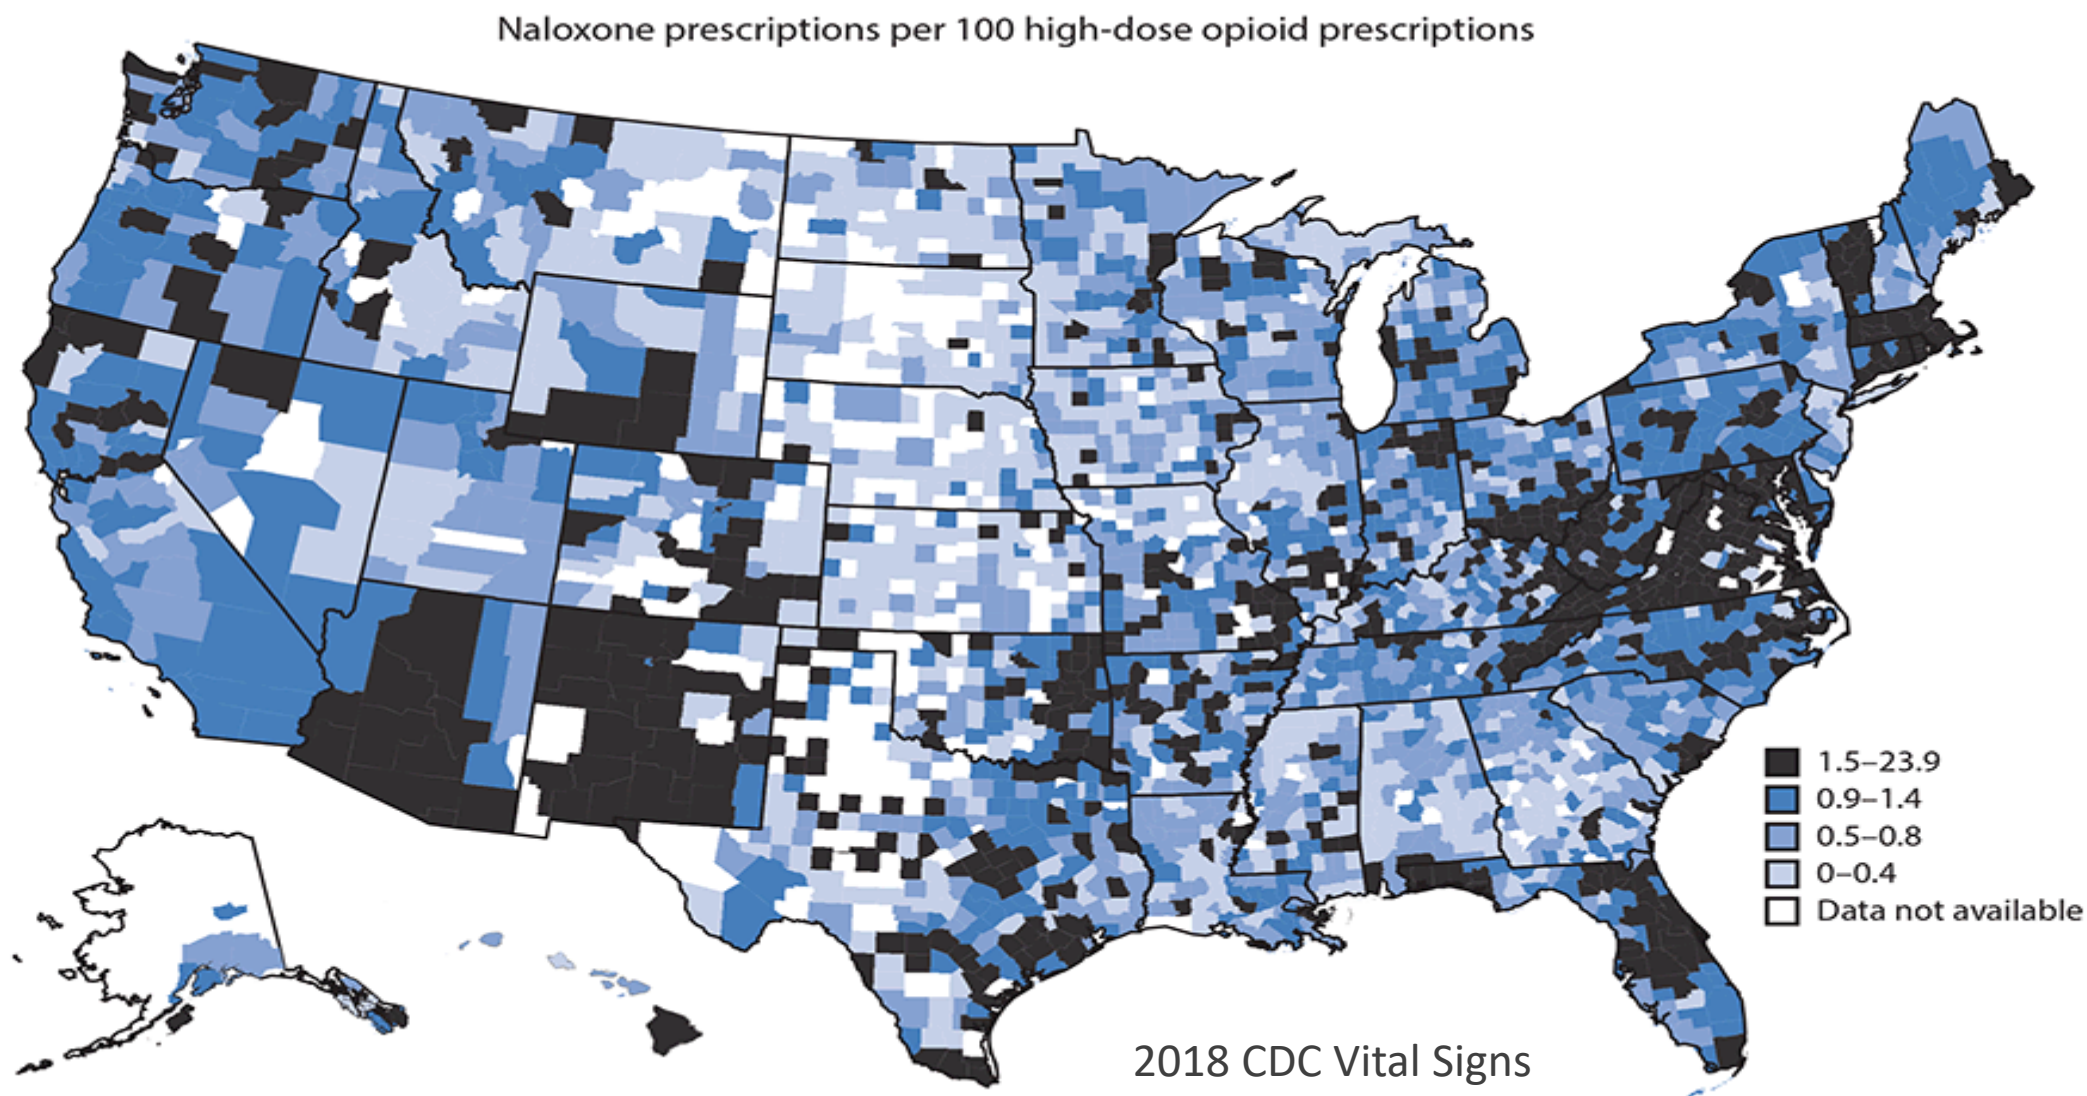 Naloxone prescriptions per 100 high-dose opioid prescriptions
1.5–23.9
0.9–1.4
0.5–0.8
0–0.4
Data not available
2018 CDC Vital Signs